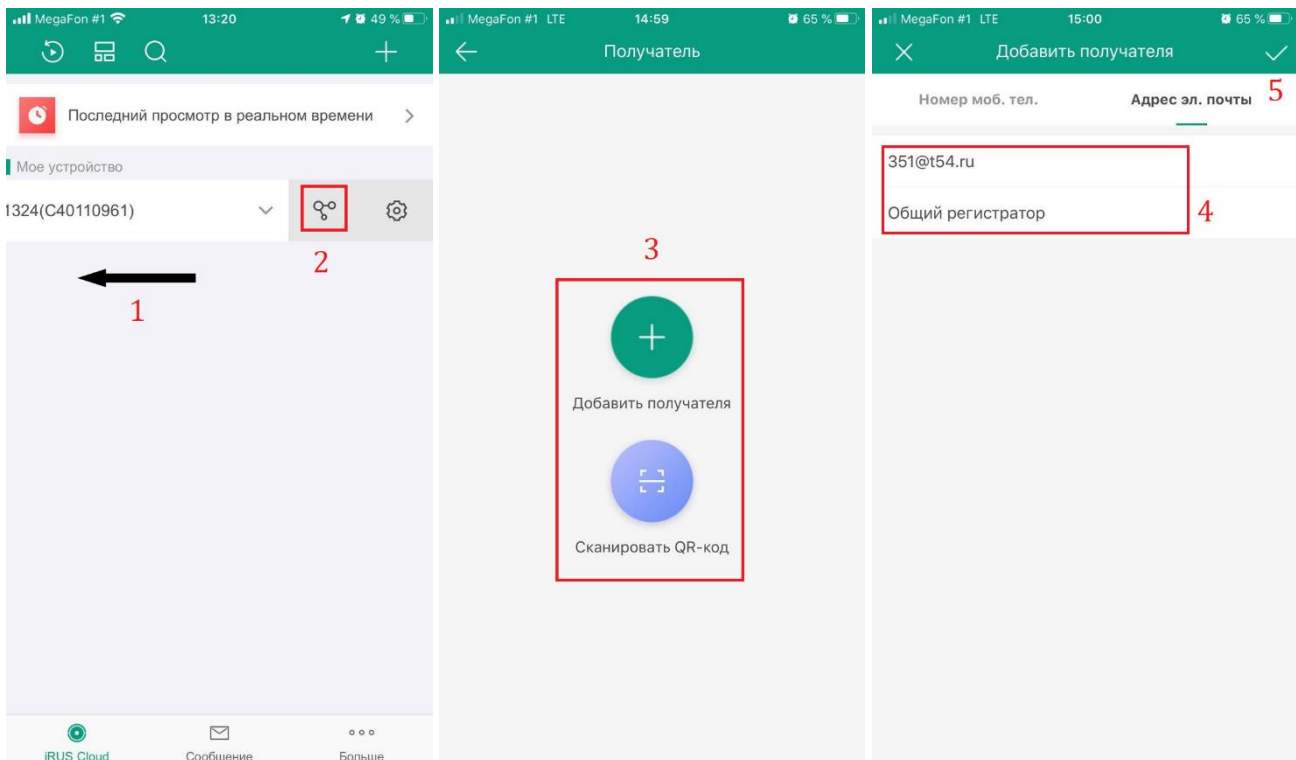 MegaFon #1 13:20 49 %
Последний просмотр в реальном времени
Мое устройство
1324(C40110961)
2
1
iRUS Cloud Сообщение Больше
MegaFon #1 LTE 14:59 65 %
Получатель
3
Добавить получателя
Сканировать QR-код
MegaFon #1 LTE 15:00 65 %
Добавить получателя
5
Номер моб. тел. Адрес эл. почты
351@t54.ru
Общий регистратор
4